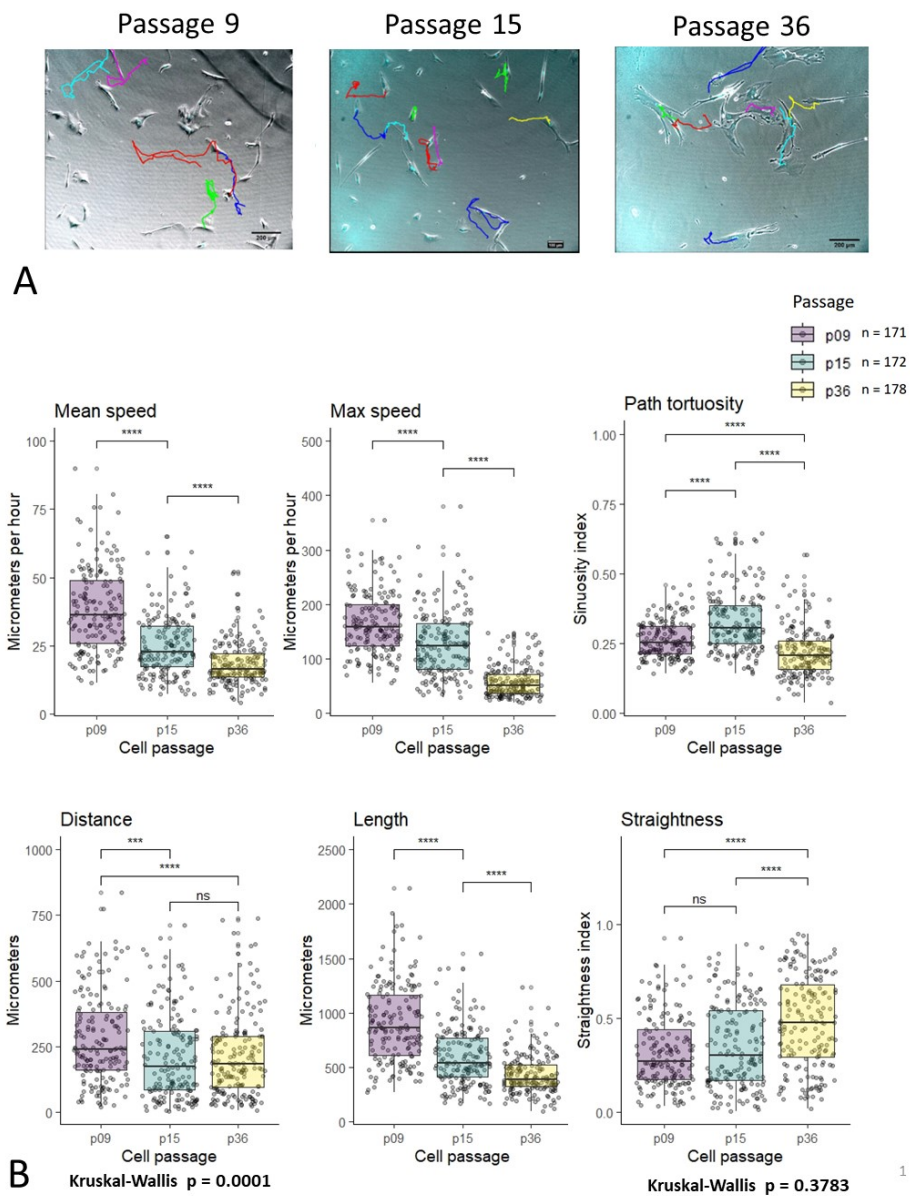 Passage 9 Passage 15 Passage 36
200 µm 200 µm
A
Passage
p09 n = 171
p15 n = 172
p36 n = 178
Mean speed
Micrometers per hour
100
75
50
25
0
**** ****
p09 p15 p36
Cell passage
Max speed
Micrometers per hour
500
400
300
200
100
0
**** ****
p09 p15 p36
Cell passage
Path tortuosity
Sinuosity index
1.00
0.75
0.50
0.25
0.00
****
****
****
p09 p15 p36
Cell passage
Distance
Micrometers
1000
750
500
250
0
***
****
ns
p09 p15 p36
Cell passage
Length
Micrometers
2500
2000
1500
1000
500
0
**** ****
p09 p15 p36
Cell passage
Straightness
Straightness index
1.0
0.5
0.0
****
****
ns
p09 p15 p36
Cell passage
B
Kruskal-Wallis p = 0.0001
Kruskal-Wallis p = 0.3783
1